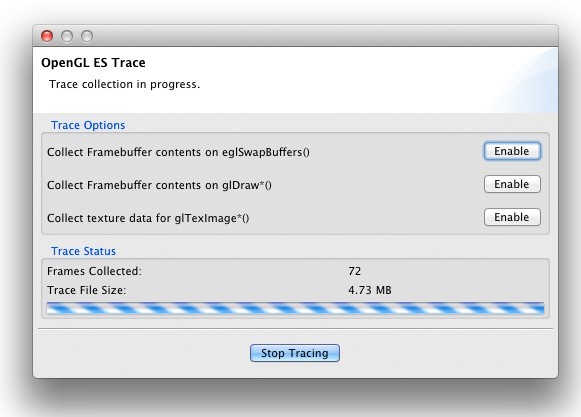 OpenGL ES Trace
Trace collection in progress.
Trace Options
Collect Framebuffer contents on eglSwapBuffers() Enable
Collect Framebuffer contents on glDraw*() Enable
Collect texture data for glTexImage*() Enable
Trace Status
Frames Collected: 72
Trace File Size: 4.73 MB
Stop Tracing